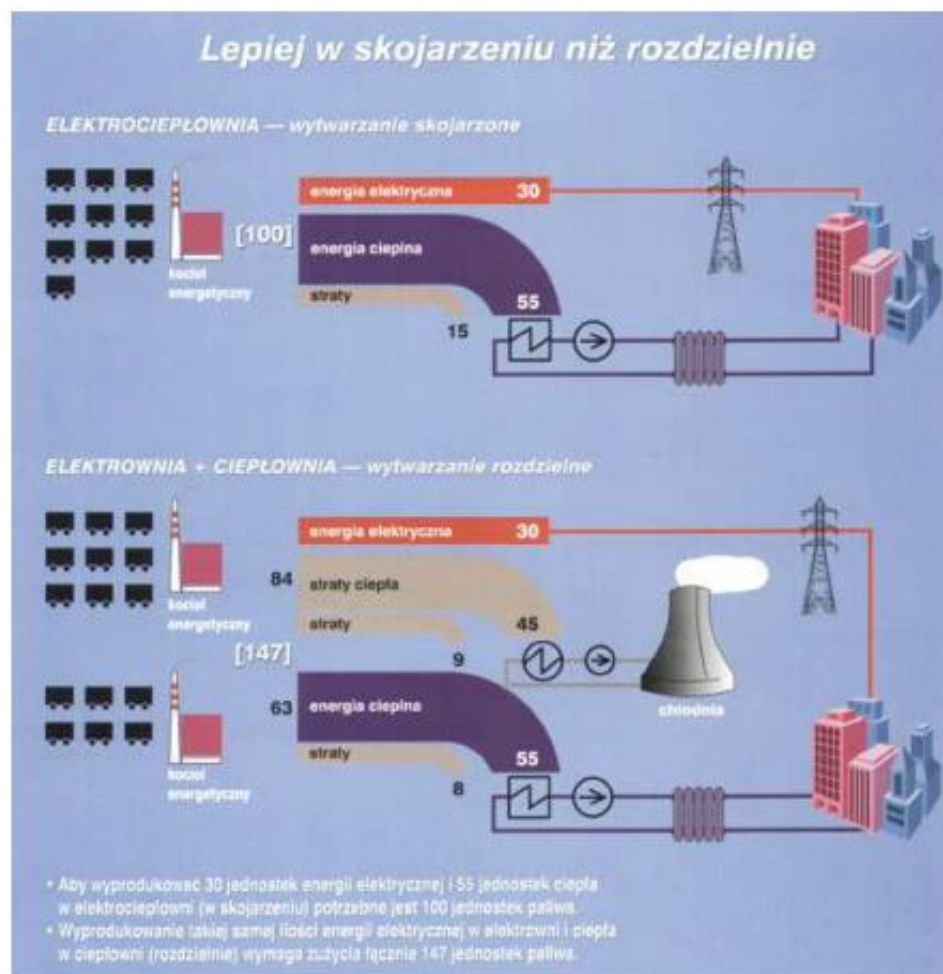 Lepiej w skojarzeniu niż rozdzielnie
ELEKTROCIEPŁOWNIA — wytwarzanie skojarzone
energia elektryczna 30
[100]
energia cieplna
kocioł
energetyczny
straty
55
15
ELEKTROWNIA + CIEPŁOWNIA — wytwarzanie rozdzielne
energia elektryczna 30
84
straty ciepła
kocioł
energetyczny
straty
45
[147]
9
63
energia cieplna
chłodnia
kocioł
energetyczny
straty
55
8
• Aby wyprodukować 30 jednostek energii elektrycznej i 55 jednostek ciepła
w elektrociepłowni (w skojarzeniu) potrzebne jest 100 jednostek paliwa.
• Wyprodukowanie takiej samej ilości energii elektrycznej w elektrowni i ciepła
w ciepłowni (rozdzielnie) wymaga zużycia łącznie 147 jednostek paliwa.